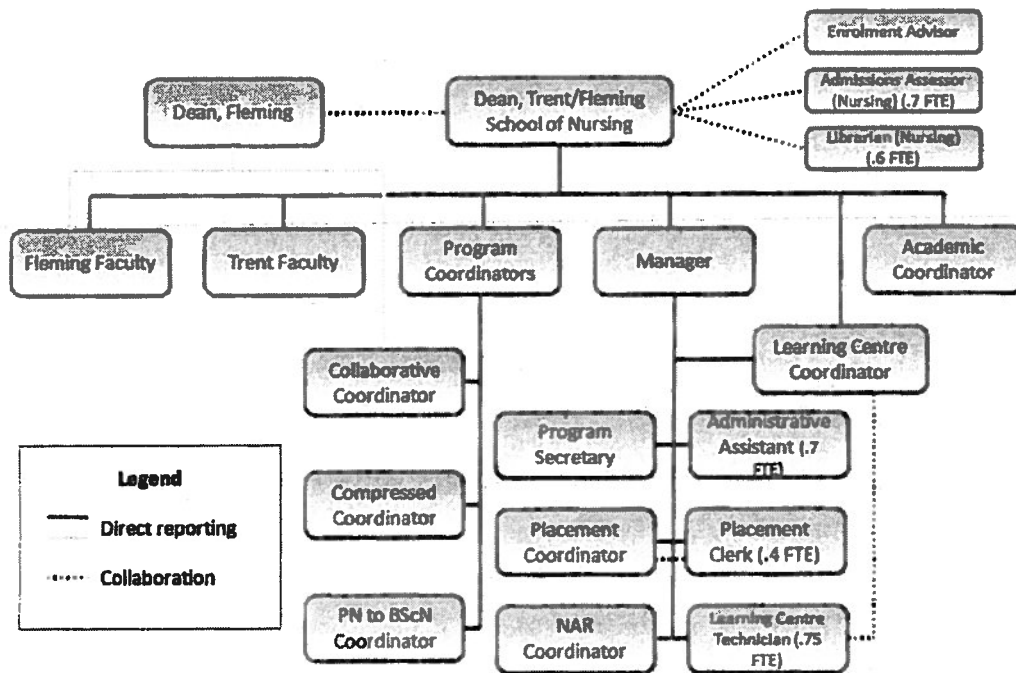 Enrolment Advisor
Admissions Assessor
(Nursing) (.7 FTE)
Librarian (Nursing)
(.6 FTE)
Dean, Fleming
Dean, Trent/Fleming
School of Nursing
Fleming Faculty
Trent Faculty
Program
Coordinators
Manager
Academic
Coordinator
Collaborative
Coordinator
Learning Centre
Coordinator
Program
Secretary
Administrative
Assistant (.7
FTE)
Compressed
Coordinator
Placement
Coordinator
Placement
Clerk (.4 FTE)
PN to BScN
Coordinator
NAR
Coordinator
Learning Centre
Technician (.75
FTE)
Legend
Direct reporting
Collaboration